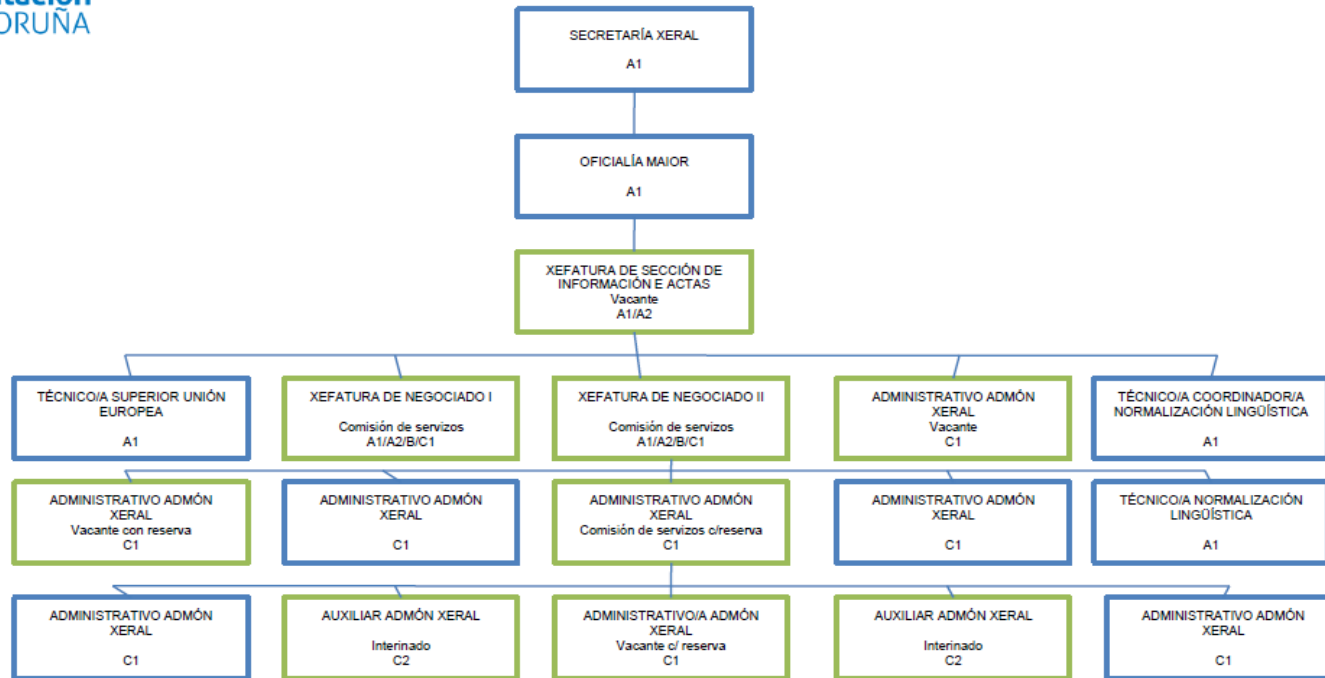 ORUÑA
SECRETARÍA XERAL
A1
OFICIALÍA MAIOR
A1
XEFATURA DE SECCIÓN DE
INFORMACIÓN E ACTAS
Vacante
A1/A2
TÉCNICO/A SUPERIOR UNIÓN
EUROPEA
A1
XEFATURA DE NEGOCIADO I
Comisión de servizos
A1/A2/B/C1
XEFATURA DE NEGOCIADO II
Comisión de servizos
A1/A2/B/C1
ADMINISTRATIVO ADMÓN
XERAL
Vacante
C1
TÉCNICO/A COORDINADOR/A
NORMALIZACIÓN LINGÜÍSTICA
A1
ADMINISTRATIVO ADMÓN
XERAL
Vacante con reserva
C1
ADMINISTRATIVO ADMÓN
XERAL
C1
ADMINISTRATIVO ADMÓN
XERAL
Comisión de servizos c/reserva
C1
ADMINISTRATIVO ADMÓN
XERAL
C1
TÉCNICO/A NORMALIZACIÓN
LINGÜÍSTICA
A1
ADMINISTRATIVO ADMÓN
XERAL
C1
AUXILIAR ADMÓN XERAL
Interinado
C2
ADMINISTRATIVO/A ADMÓN
XERAL
Vacante c/ reserva
C1
AUXILIAR ADMÓN XERAL
Interinado
C2
ADMINISTRATIVO ADMÓN
XERAL
C1